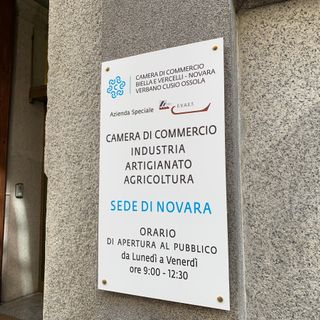 CAMERA DI COMMERCIO
BIELLA E VERCELLI - NOVARA
VERBANO CUSIO OSSOLA
Azienda Speciale E.V.A.E.T.
CAMERA DI COMMERCIO
INDUSTRIA
ARTIGIANATO
AGRICOLTURA
SEDE DI NOVARA
ORARIO
DI APERTURA AL PUBBLICO
da Lunedì a Venerdì
ore 9:00 - 12:30